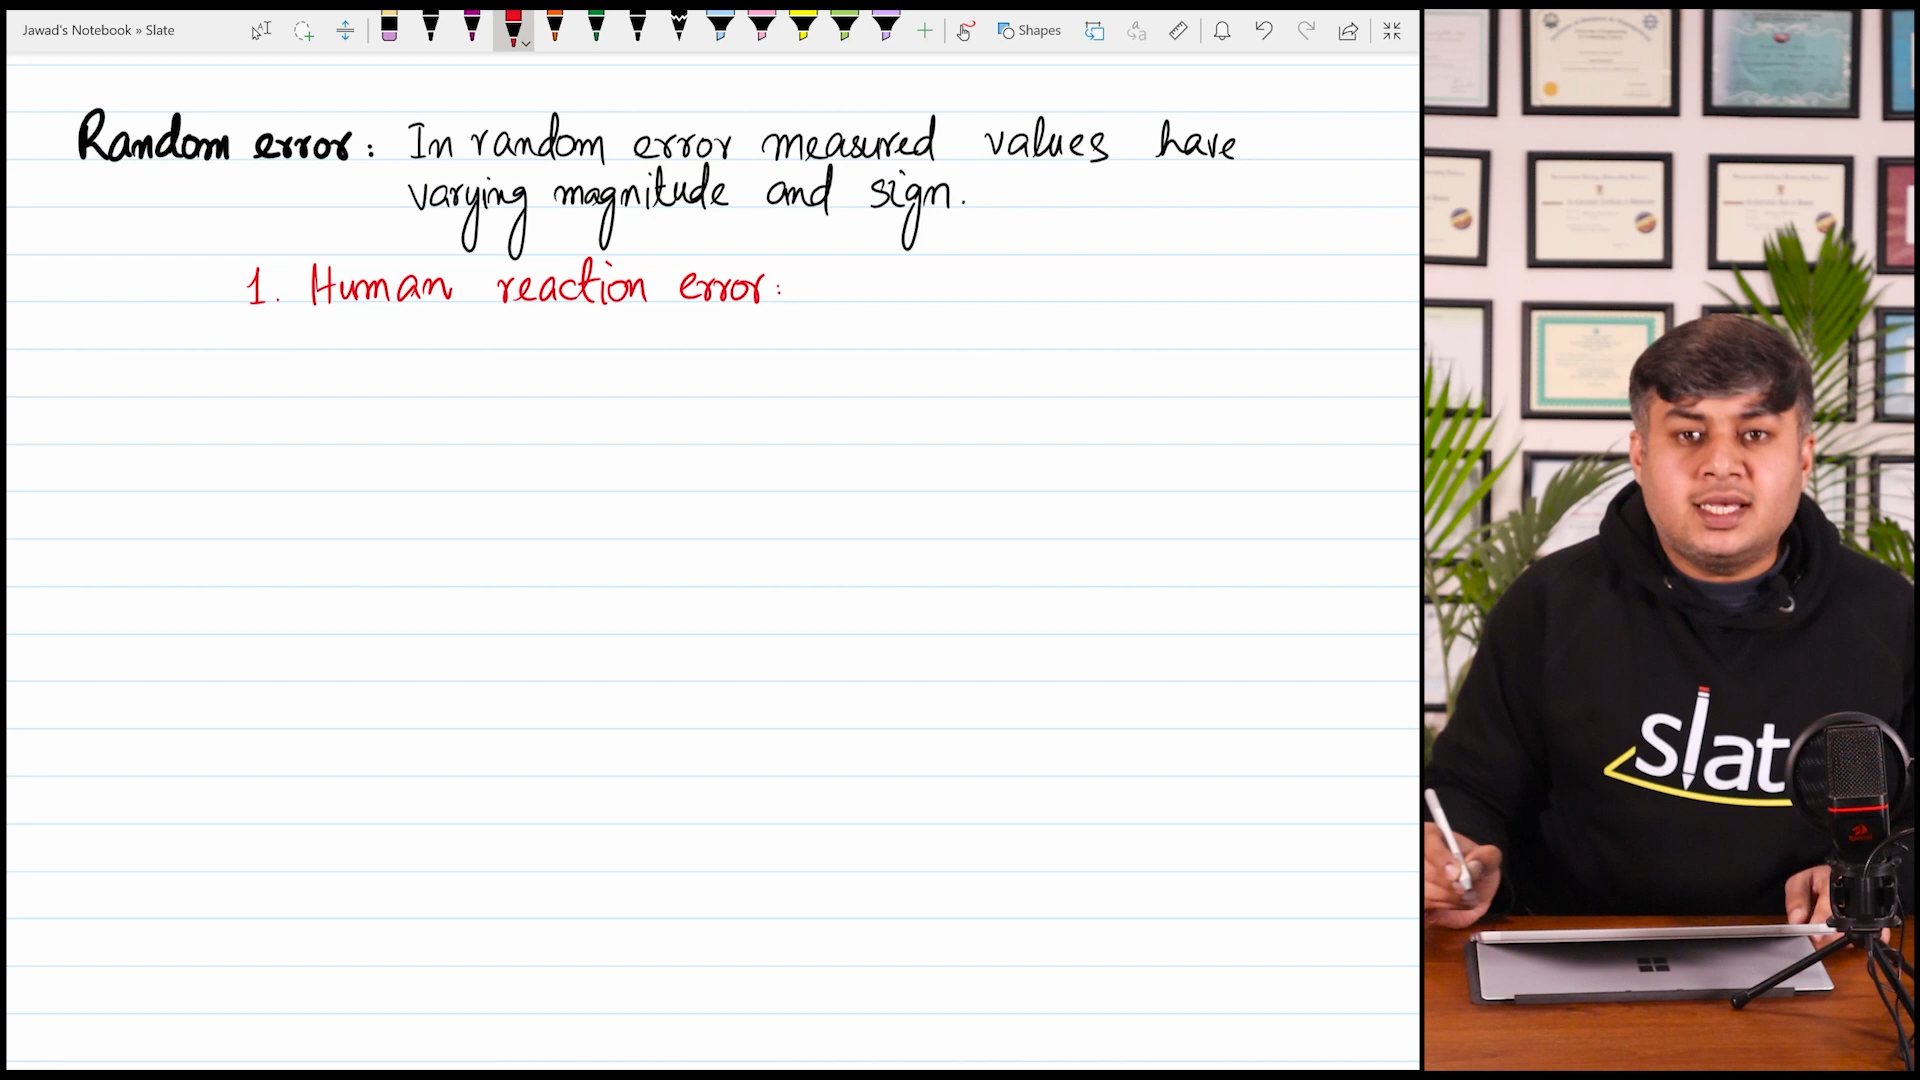 Jawad's Notebook » Slate
Shapes
Random error: In random error measured values have
varying magnitude and sign.
1. Human reaction error:
slat